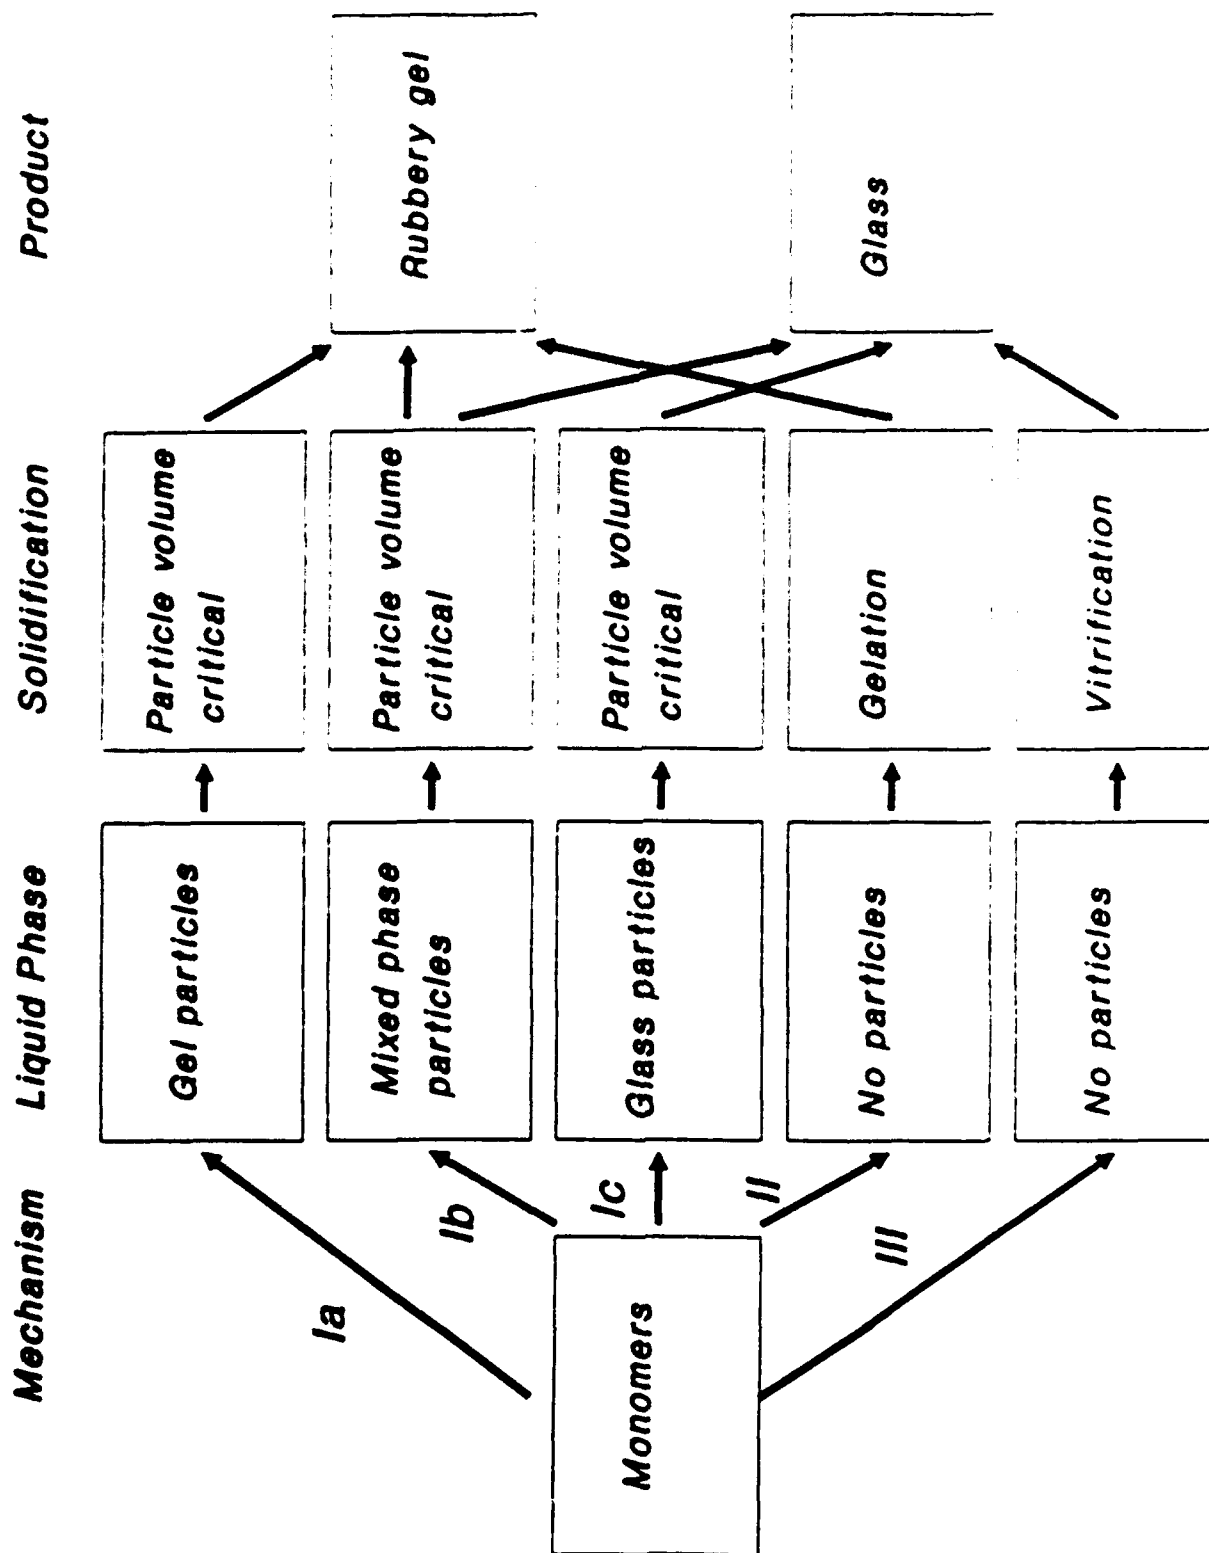 Mechanism
Liquid Phase
Solidification
Product
Monomers
Ia
Ib
Ic
II
III
Gel particles
Mixed phase
particles
Glass particles
No particles
No particles
Particle volume
critical
Particle volume
critical
Particle volume
critical
Gelation
Vitrification
Rubbery gel
Glass